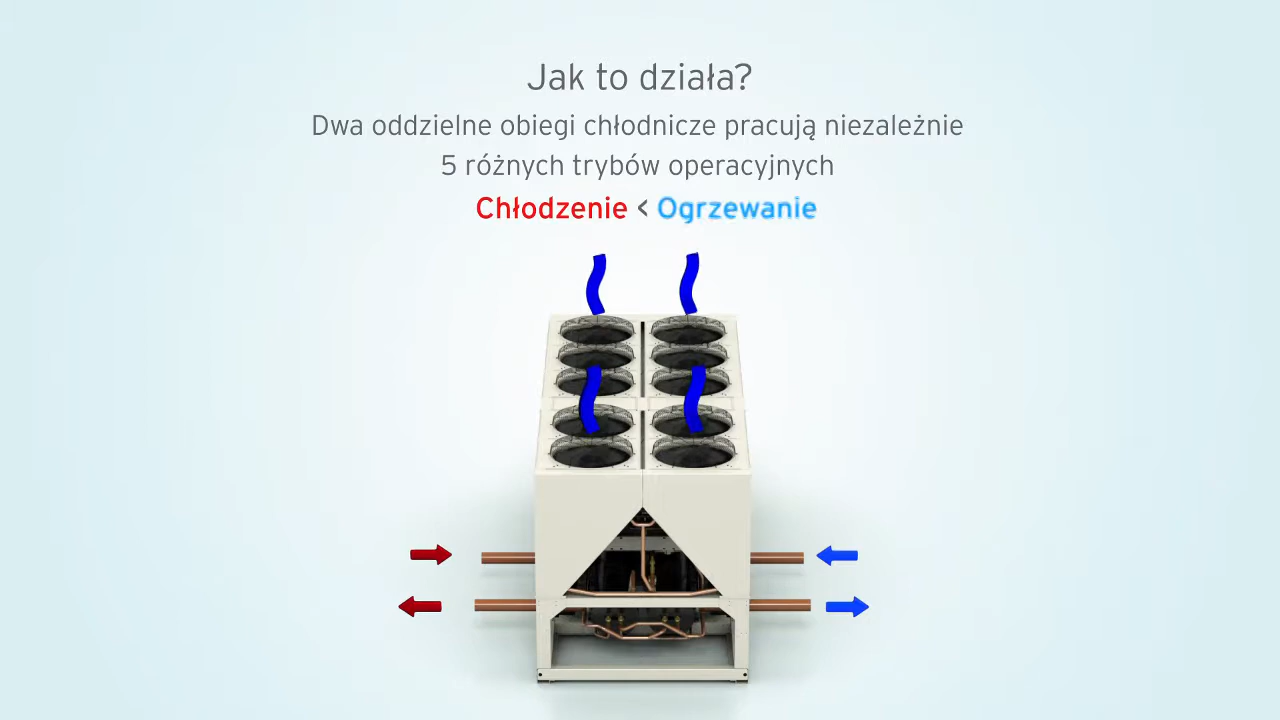 Jak to działa?
Dwa oddzielne obiegi chłodnicze pracują niezależnie
5 różnych trybów operacyjnych
Chłodzenie < Ogrzewanie